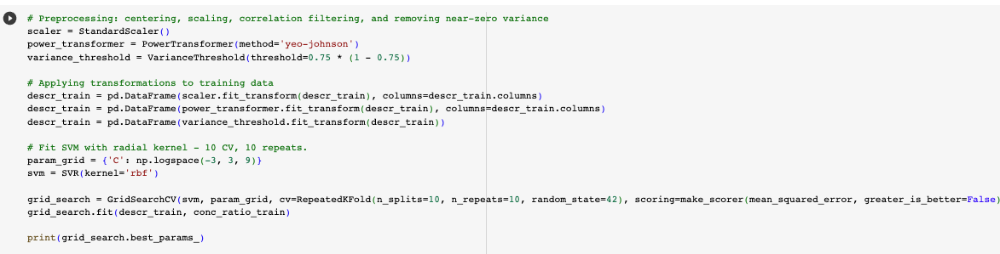 # Preprocessing: centering, scaling, correlation filtering, and removing near-zero variance
scaler = StandardScaler()
power_transformer = PowerTransformer(method='yeo-johnson')
variance_threshold = VarianceThreshold(threshold=0.75 * (1 - 0.75))
# Applying transformations to training data
descr_train = pd.DataFrame(scaler.fit_transform(descr_train), columns=descr_train.columns)
descr_train = pd.DataFrame(power_transformer.fit_transform(descr_train), columns=descr_train.columns)
descr_train = pd.DataFrame(variance_threshold.fit_transform(descr_train))
# Fit SVM with radial kernel - 10 CV, 10 repeats.
param_grid = {'C': np.logspace(-3, 3, 9)}
svm = SVR(kernel='rbf')
grid_search = GridSearchCV(svm, param_grid, cv=RepeatedKFold(n_splits=10, n_repeats=10, random_state=42), scoring=make_scorer(mean_squared_error, greater_is_better=False)
grid_search.fit(descr_train, conc_ratio_train)
print(grid_search.best_params_)